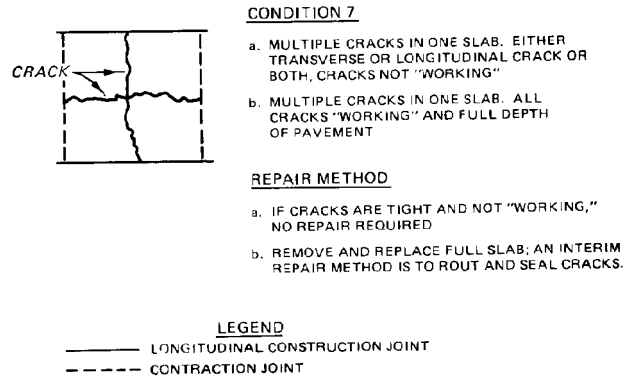 CONDITION 7
a. MULTIPLE CRACKS IN ONE SLAB. EITHER
TRANSVERSE OR LONGITUDINAL CRACK OR
BOTH, CRACKS NOT "WORKING"
CRACK
b. MULTIPLE CRACKS IN ONE SLAB. ALL
CRACKS "WORKING" AND FULL DEPTH
OF PAVEMENT
REPAIR METHOD
a. IF CRACKS ARE TIGHT AND NOT "WORKING,"
NO REPAIR REQUIRED
b. REMOVE AND REPLACE FULL SLAB; AN INTERIM
REPAIR METHOD IS TO ROUT AND SEAL CRACKS.
LEGEND
LONGITUDINAL CONSTRUCTION JOINT
CONTRACTION JOINT